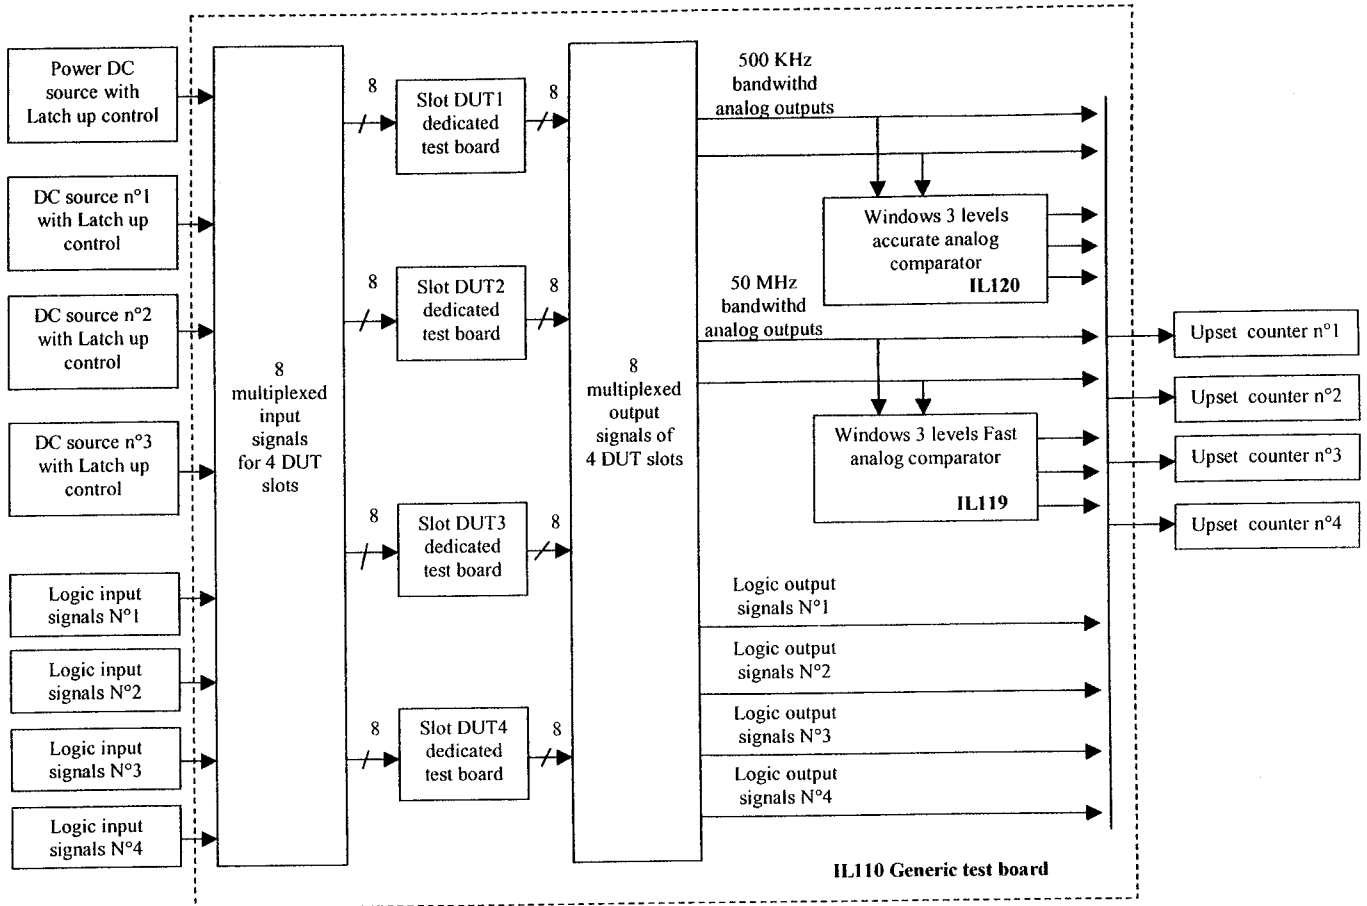 Power DC
source with
Latch up control
DC source n°1
with Latch up
control
DC source n°2
with Latch up
control
DC source n°3
with Latch up
control
Logic input
signals N°1
Logic input
signals N°2
Logic input
signals N°3
Logic input
signals N°4
8
multiplexed
input
signals
for 4 DUT
slots
8
Slot DUT1
dedicated
test board
8
8
Slot DUT2
dedicated
test board
8
8
Slot DUT3
dedicated
test board
8
8
Slot DUT4
dedicated
test board
8
8
multiplexed
output
signals of
4 DUT slots
500 KHz
bandwithd
analog outputs
Windows 3 levels
accurate analog
comparator
IL120
50 MHz
bandwithd
analog outputs
Windows 3 levels Fast
analog comparator
IL119
Logic output
signals N°1
Logic output
signals N°2
Logic output
signals N°3
Logic output
signals N°4
Upset counter n°1
Upset counter n°2
Upset counter n°3
Upset counter n°4
IL110 Generic test board